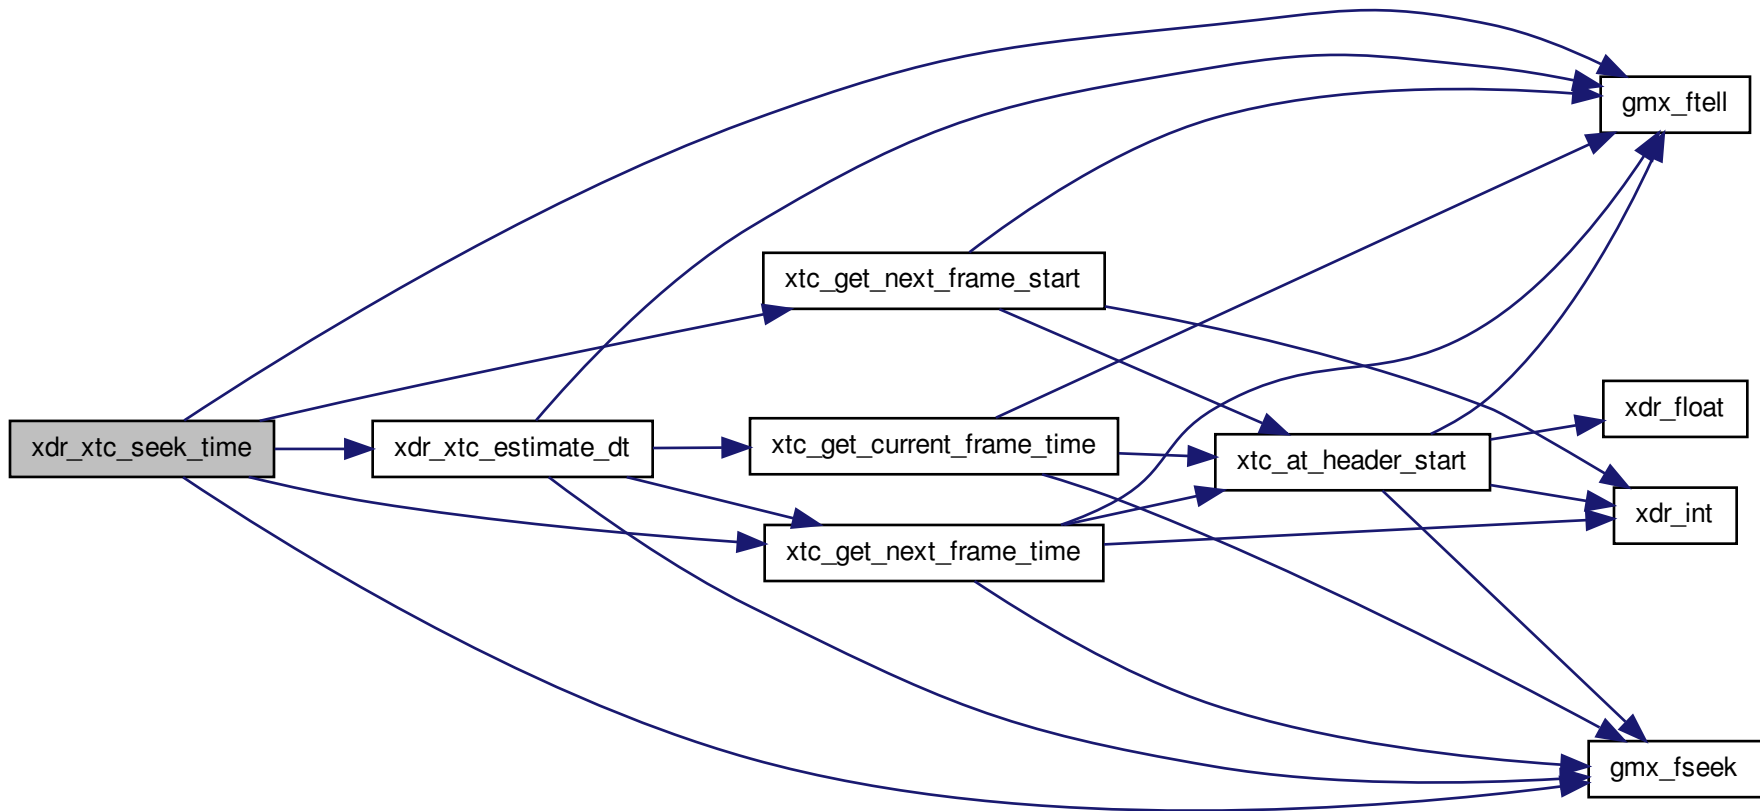 gmx_ftell
xtc_get_next_frame_start
xdr_float
xdr_xtc_seek_time
xdr_xtc_estimate_dt
xtc_get_current_frame_time
xtc_at_header_start
xdr_int
xtc_get_next_frame_time
gmx_fseek